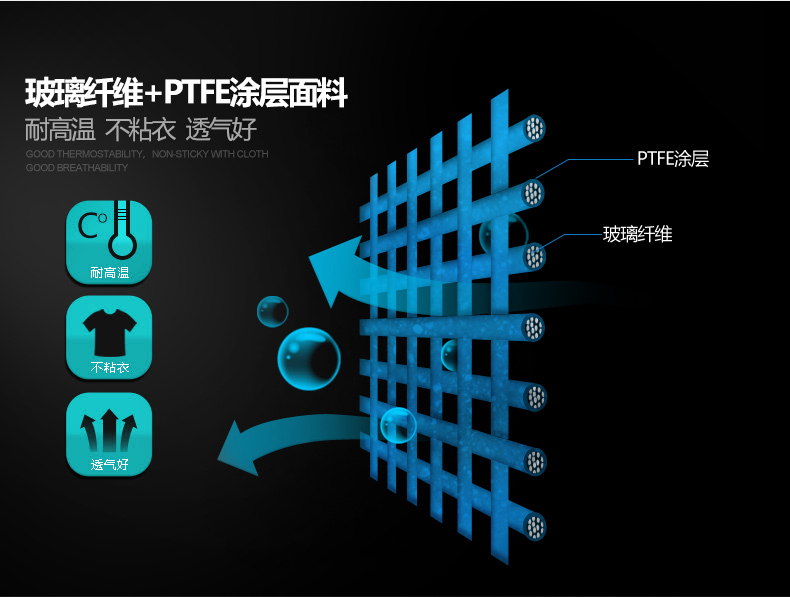 玻璃纤维+PTFE涂层面料
耐高温 不粘衣 透气好
GOOD THERMOSTABILITY, NON-STICKY WITH CLOTH
GOOD BREATHABILITY
PTFE涂层
玻璃纤维
C°
耐高温
不粘衣
透气好